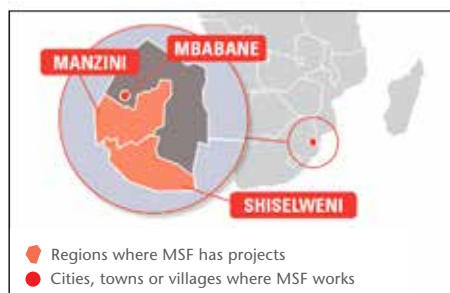 MBABANE
MANZINI
SHISELWENI
Regions where MSF has projects
Cities, towns or villages where MSF works